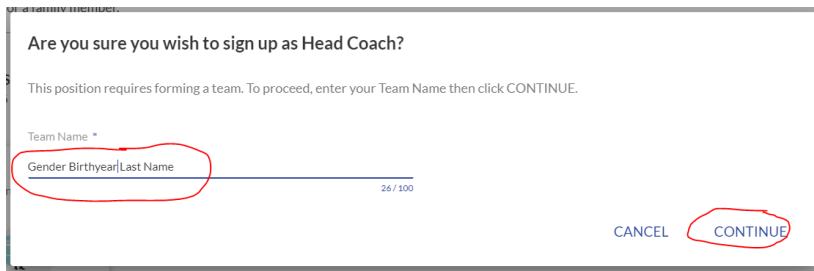 or a family member.
Are you sure you wish to sign up as Head Coach?
This position requires forming a team. To proceed, enter your Team Name then click CONTINUE.
Team Name *
Gender Birthyear Last Name
26 / 100
CANCEL CONTINUE